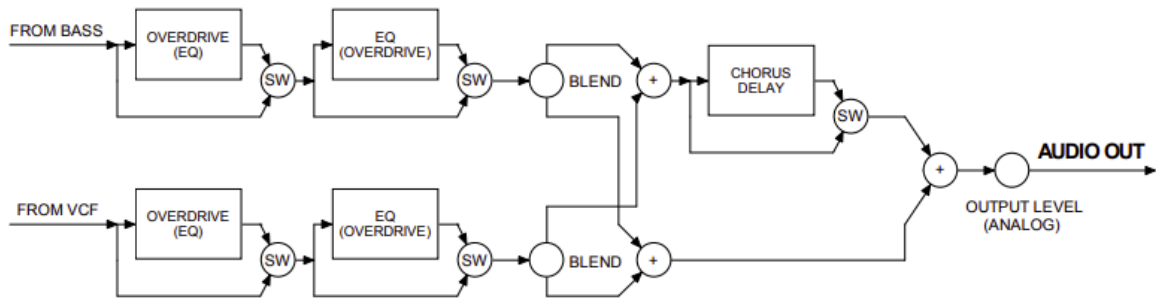 FROM BASS
OVERDRIVE
(EQ)
SW
EQ
(OVERDRIVE)
SW
BLEND
+
CHORUS
DELAY
SW
+
AUDIO OUT
OUTPUT LEVEL
(ANALOG)
FROM VCF
OVERDRIVE
(EQ)
SW
EQ
(OVERDRIVE)
SW
BLEND
+